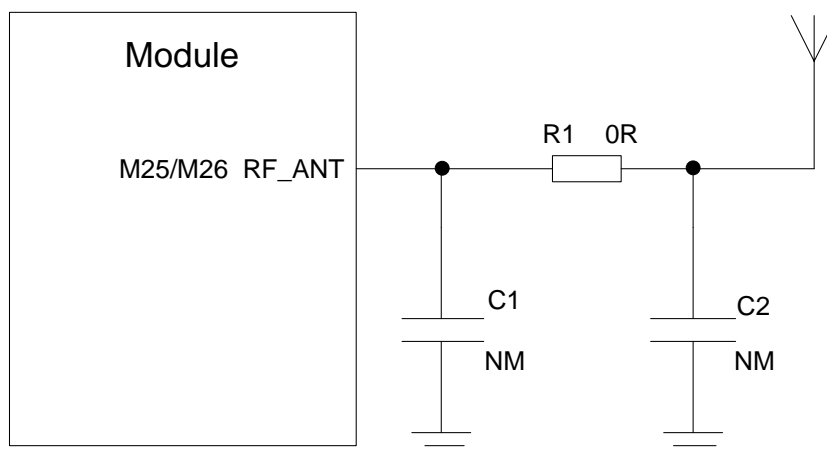 Module
R1 0R
M25/M26 RF_ANT
C1
C2
NM
NM